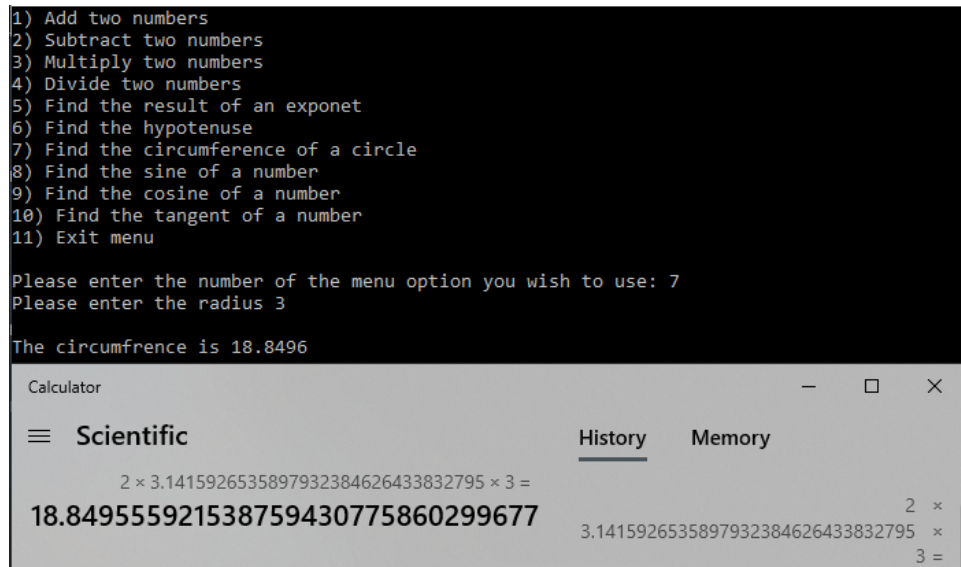 1) Add two numbers
2) Subtract two numbers
3) Multiply two numbers
4) Divide two numbers
5) Find the result of an exponet
6) Find the hypotenuse
7) Find the circumference of a circle
8) Find the sine of a number
9) Find the cosine of a number
10) Find the tangent of a number
11) Exit menu
Please enter the number of the menu option you wish to use: 7
Please enter the radius 3
The circumfrence is 18.8496
Calculator
Scientific
History Memory
2 × 3.1415926535897932384626433832795 × 3 =
18.849555921538759430775860299677
2 ×
3.1415926535897932384626433832795 ×
3 =